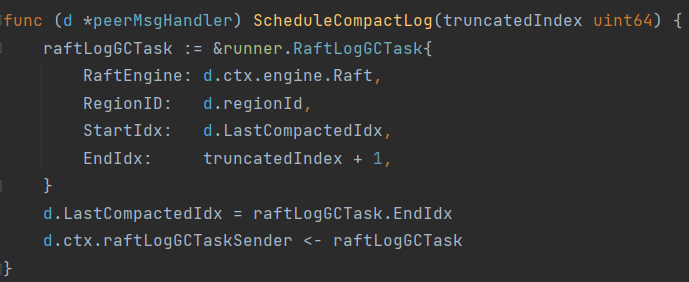 func (d *peerMsgHandler) ScheduleCompactLog(truncatedIndex uint64) {
    raftLogGCTask := &runner.RaftLogGCTask{
        RaftEngine: d.ctx.engine.Raft,
        RegionID:   d.regionId,
        StartIdx:   d.LastCompactedIdx,
        EndIdx:     truncatedIndex + 1,
    }
    d.LastCompactedIdx = raftLogGCTask.EndIdx
    d.ctx.raftLogGCTaskSender <- raftLogGCTask
}